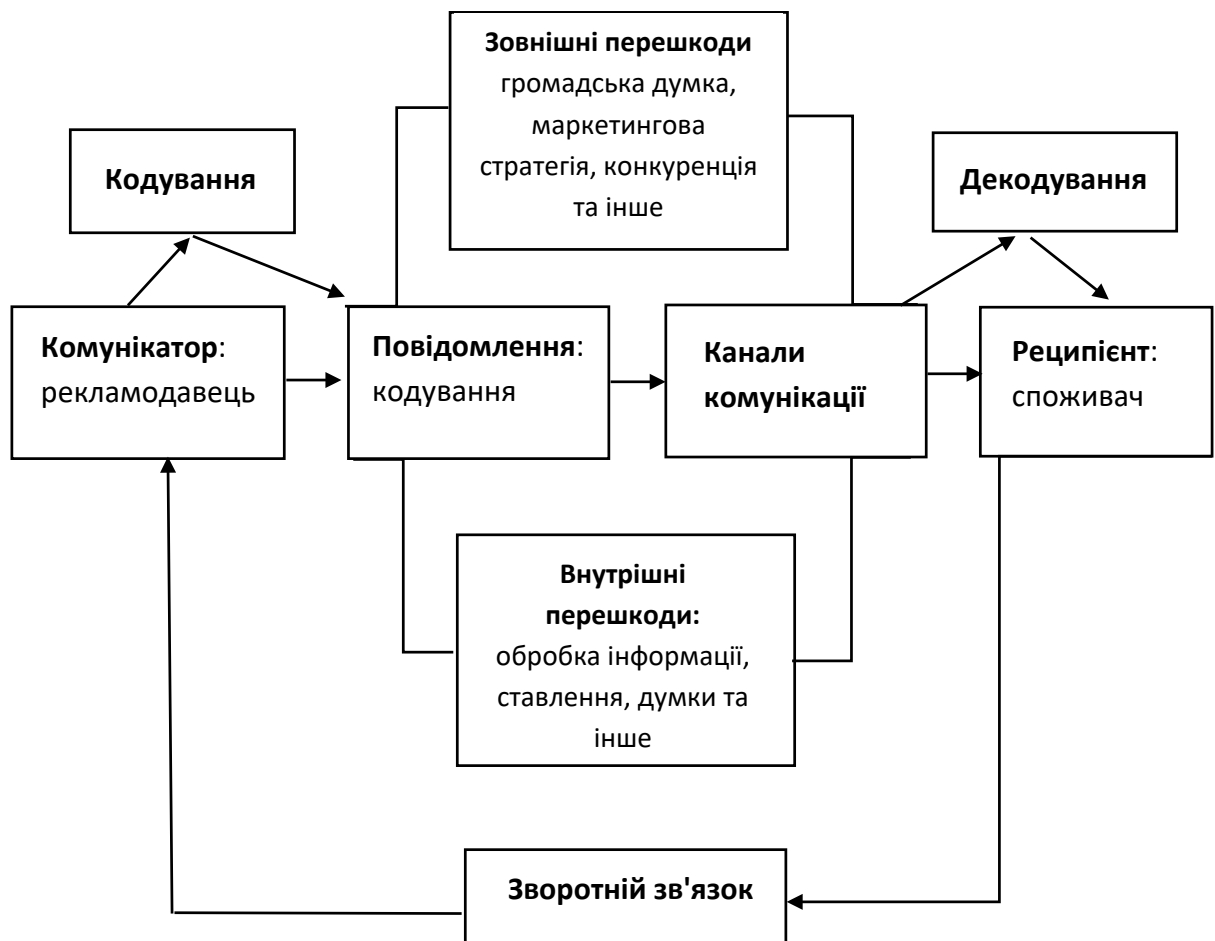 Зовнішні перешкоди
громадська думка,
маркетингова
стратегія, конкуренція
та інше
Кодування
Декодування
Комунікатор:
рекламодавець
Повідомлення:
кодування
Канали
комунікації
Реципієнт:
споживач
Внутрішні
перешкоди:
обробка інформації,
ставлення, думки та
інше
Зворотній зв'язок